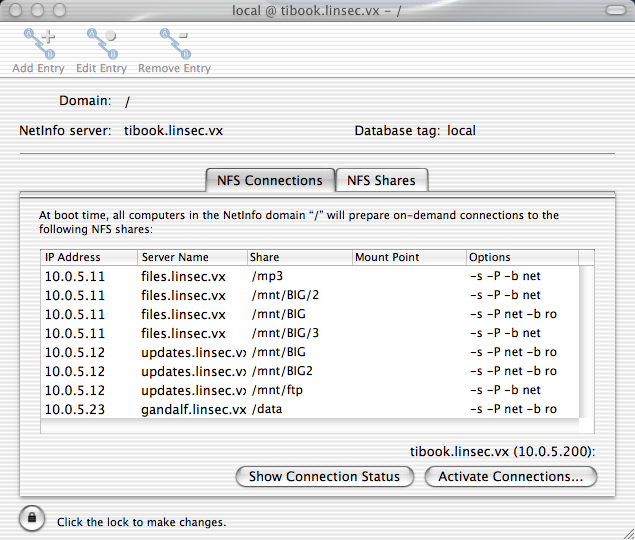 local @ tibook.linsec.vx – /
Add Entry Edit Entry Remove Entry
Domain: /
NetInfo server: tibook.linsec.vx Database tag: local
NFS Connections NFS Shares
At boot time, all computers in the NetInfo domain “/” will prepare on-demand connections to the
following NFS shares:
IP Address Server Name Share Mount Point Options
10.0.5.11 files.linsec.vx /mp3 -s -P -b net
10.0.5.11 files.linsec.vx /mnt/BIG/2 -s -P -b net
10.0.5.11 files.linsec.vx /mnt/BIG -s -P net -b ro
10.0.5.11 files.linsec.vx /mnt/BIG/3 -s -P -b net
10.0.5.12 updates.linsec.vx /mnt/BIG -s -P net -b ro
10.0.5.12 updates.linsec.vx /mnt/BIG2 -s -P net -b ro
10.0.5.12 updates.linsec.vx /mnt/ftp -s -P -b net
10.0.5.23 gandalf.linsec.vx /data -s -P net -b ro
tibook.linsec.vx (10.0.5.200):
Show Connection Status Activate Connections...
Click the lock to make changes.